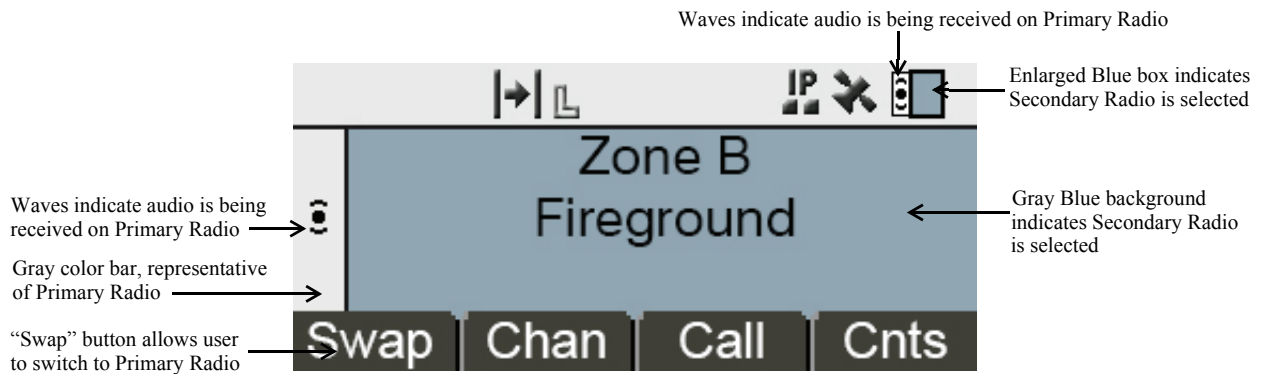 Waves indicate audio is being received on Primary Radio
Enlarged Blue box indicates
Secondary Radio is selected
IP
Zone B
Fireground
Waves indicate audio is being
received on Primary Radio
Gray Blue background
indicates Secondary Radio
is selected
Gray color bar, representative
of Primary Radio
“Swap” button allows user
to switch to Primary Radio
Swap Chan Call Cnts